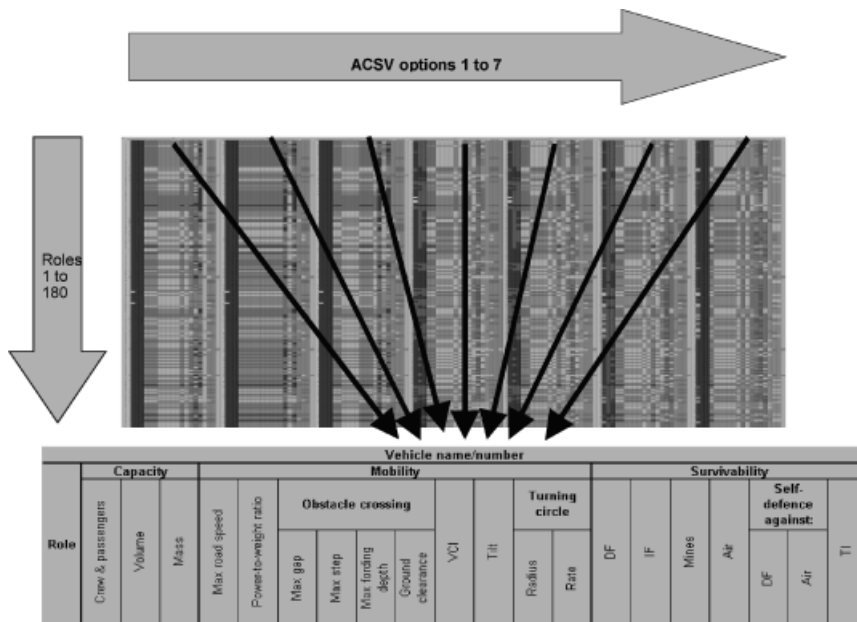 ACSV options 1 to 7
Roles
1 to
180
Vehicle name/number
Role
Capacity
Mobility
Survivability
Crew & passengers
Volume
Mass
Max road speed
Power-to-weight ratio
Obstacle crossing
Max gap
Max step
Max fording
depth
Ground
clearance
VCI
Tilt
Turning
circle
Radius
Rate
DF
IF
Mines
Air
Self-
defence
against:
DF
Air
TI